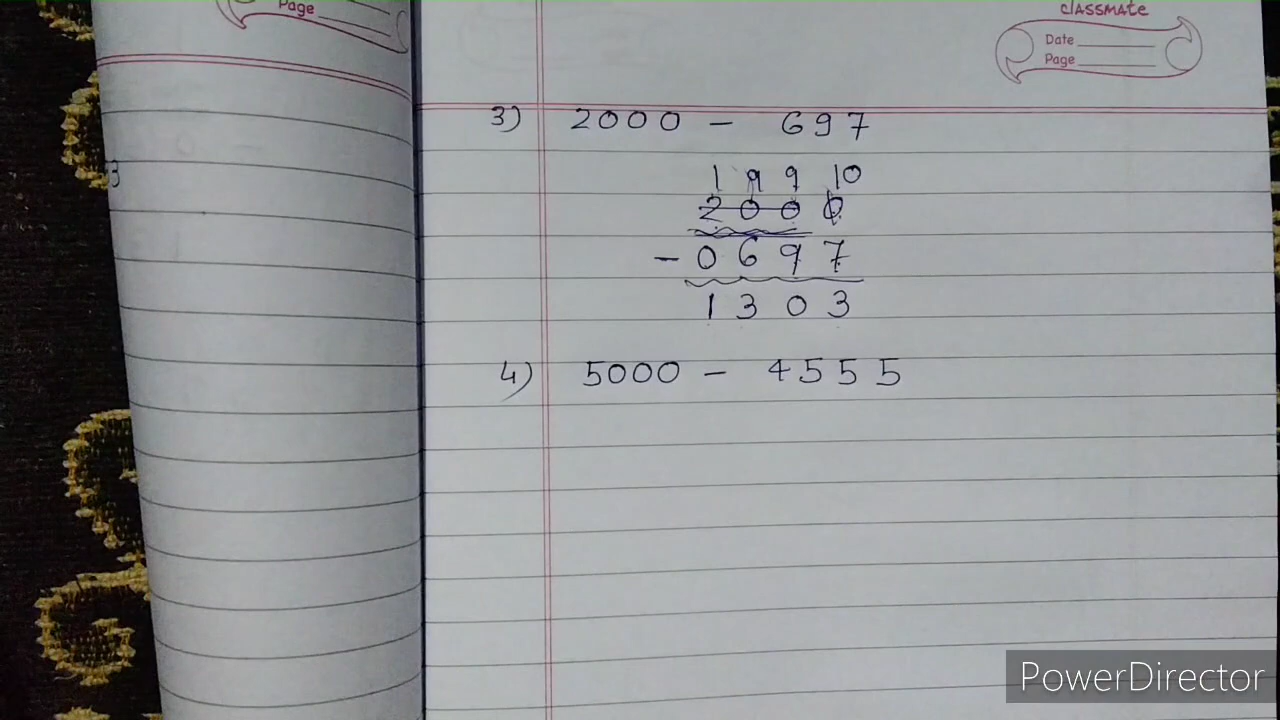 Page
classmate
Date
Page
3
3) 2000 - 697
1 9 9 10
2 0 0 0
- 0 6 9 7
1 3 0 3
4) 5000 - 4555
PowerDirector